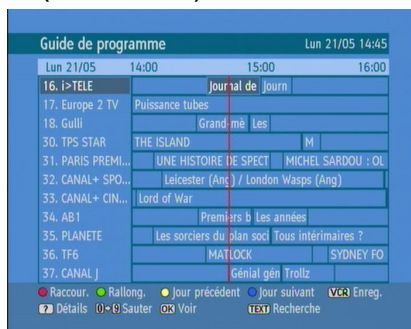 Guide de programme Lun 21/05 14:45
Lun 21/05 14:00 15:00 16:00
16. i>TELE Journal de Journ
17. Europe 2 TV Puissance tubes
18. Gulli Grand-mè Les
30. TPS STAR THE ISLAND M
31. PARIS PREMI... UNE HISTOIRE DE SPECT MICHEL SARDOU : OL
32. CANAL+ SPO... Leicester (Ang) / London Wasps (Ang)
33. CANAL+ CIN... Lord of War
34. AB1 Premiers b Les années
35. PLANETE Les sorciers du plan soci Tous intérimaires ?
36. TF6 MATLOCK SYDNEY FO
37. CANAL J Génial gén Trollz
Raccour. Rallong. Jour précédent Jour suivant VCR Enreg.
? Détails 0-9 Sauter OK Voir TEXT Recherche